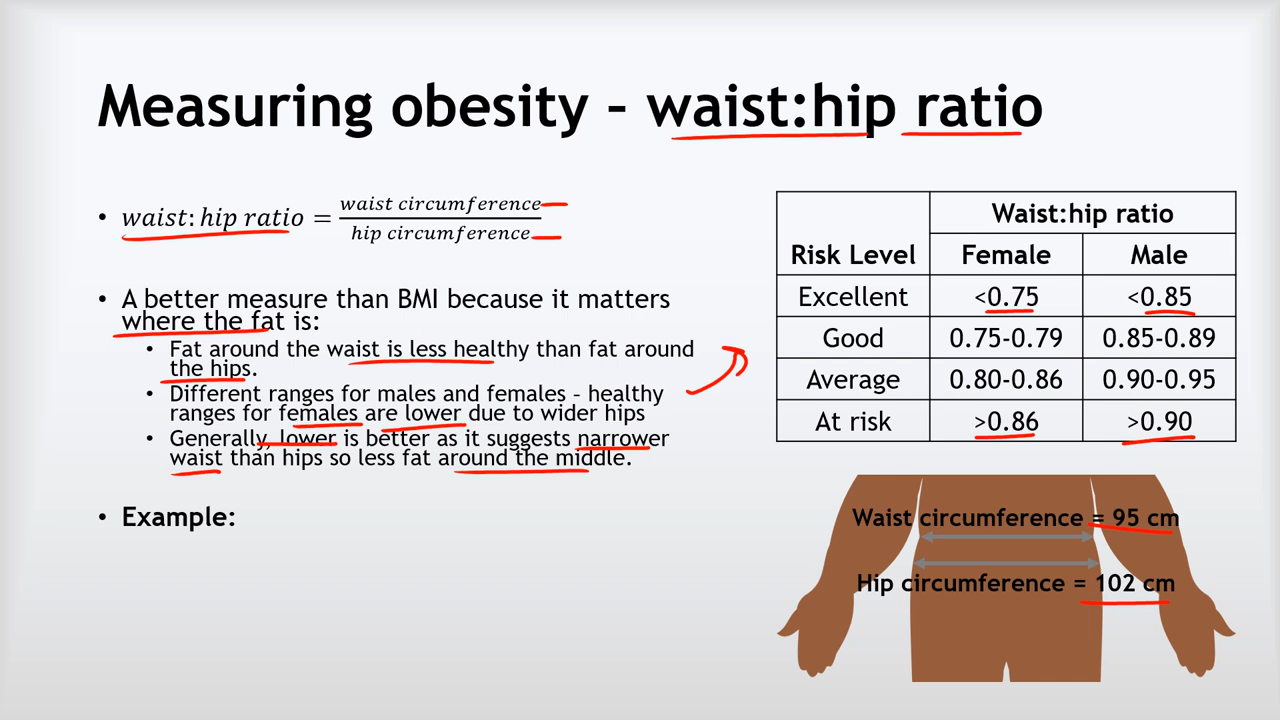 Measuring obesity – waist:hip ratio
• waist: hip ratio = waist circumference / hip circumference
• A better measure than BMI because it matters
where the fat is:
• Fat around the waist is less healthy than fat around
the hips.
• Different ranges for males and females – healthy
ranges for females are lower due to wider hips
• Generally, lower is better as it suggests narrower
waist than hips so less fat around the middle.
• Example:
Waist:hip ratio
Risk Level Female Male
Excellent <0.75 <0.85
Good 0.75-0.79 0.85-0.89
Average 0.80-0.86 0.90-0.95
At risk >0.86 >0.90
Waist circumference = 95 cm
Hip circumference = 102 cm